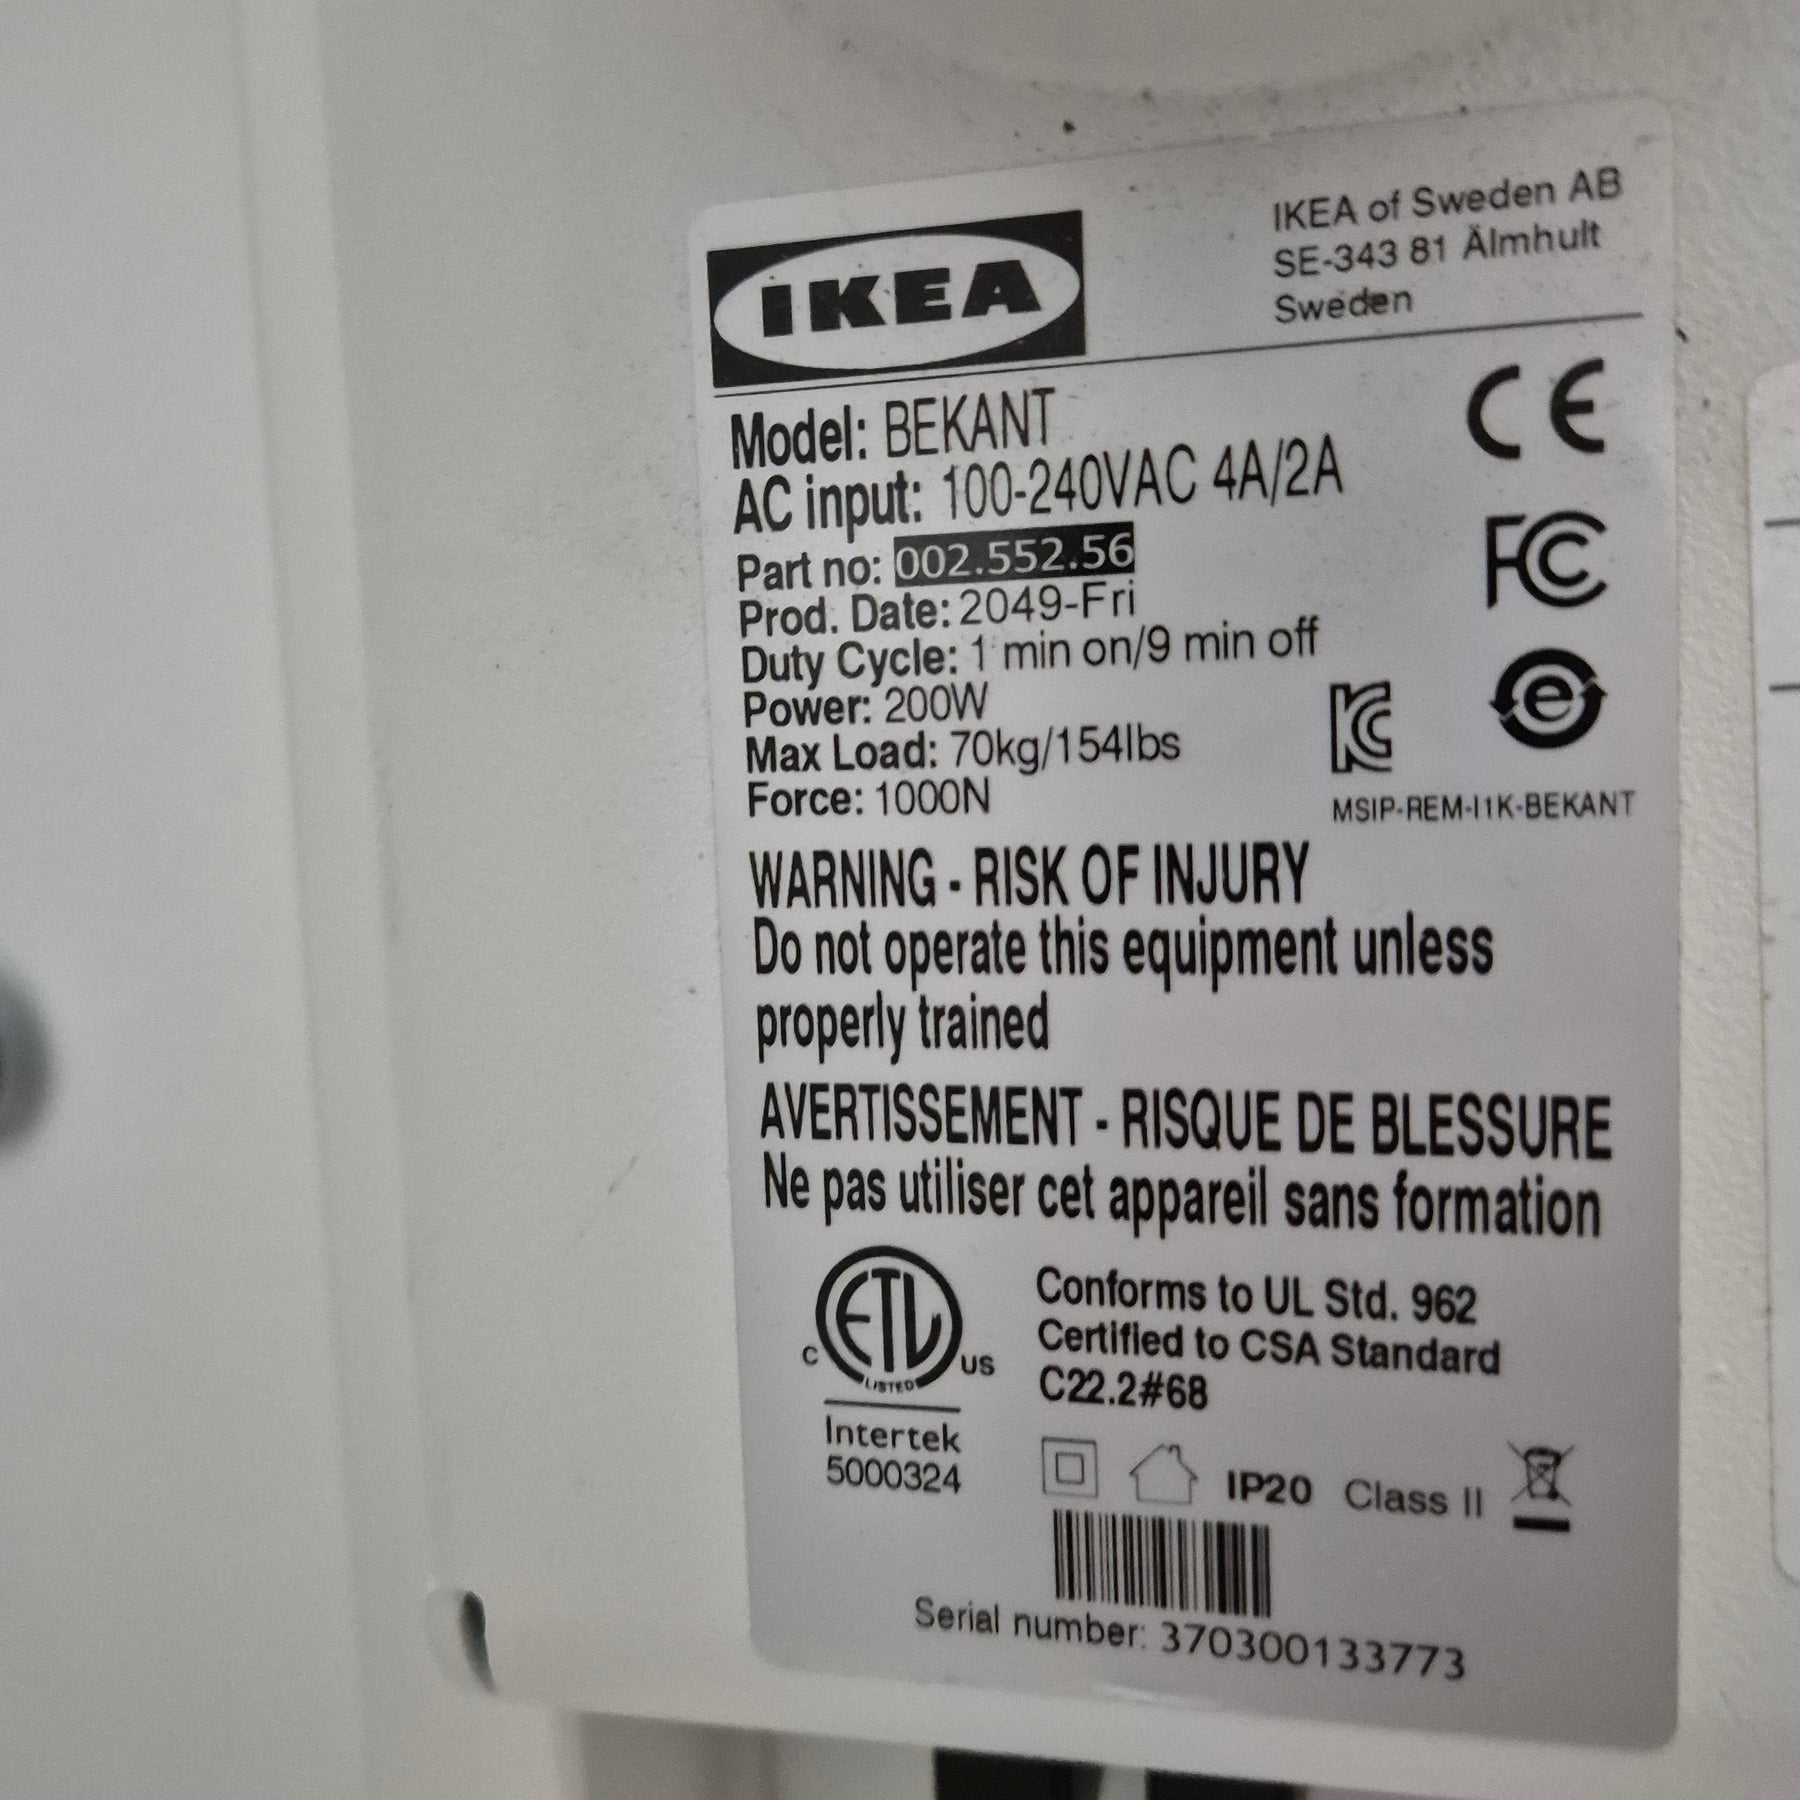 IKEA
IKEA of Sweden AB
SE-343 81 Älmhult
Sweden
Model: BEKANT
AC input: 100-240VAC 4A/2A
Part no: 002.552.56
Prod. Date: 2049-Fri
Duty Cycle: 1 min on/9 min off
Power: 200W
Max Load: 70kg/154lbs
Force: 1000N
CE
FC
e
KC
MSIP-REM-I1K-BEKANT
WARNING - RISK OF INJURY
Do not operate this equipment unless
properly trained
AVERTISSEMENT - RISQUE DE BLESSURE
Ne pas utiliser cet appareil sans formation
C ETL US
LISTED
Intertek
5000324
Conforms to UL Std. 962
Certified to CSA Standard
C22.2#68
IP20 Class II
Serial number: 370300133773